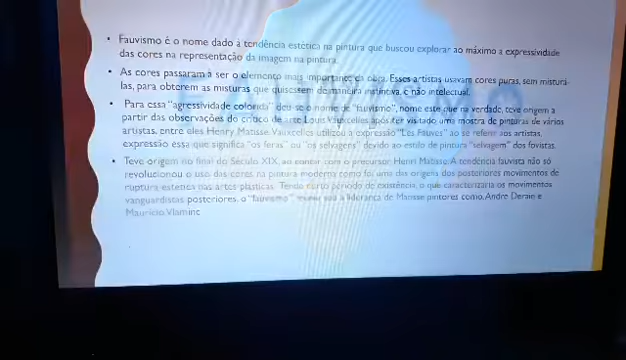 • Fauvismo é o nome dado à tendência estética na pintura que buscou explorar ao máximo a expressividade
das cores na representação da imagem na pintura.
• As cores passaram a ser o elemento mais importante da obra. Esses artistas usavam cores puras, sem misturá-
las, para obterem as misturas que quisessem de maneira instintiva, e não intelectual.
• Para essa "agressividade colorida" deu-se o nome de "fauvismo", nome este que na verdade, teve origem a
partir das observações do crítico de arte Louis Vauxcelles após ter visitado uma mostra de pinturas de vários
artistas, entre eles Henry Matisse. Vauxcelles utilizou a expressão "Les Fauves" ao se referir aos artistas,
expressão essa que significa "os feras" ou "os selvagens" devido ao estilo de pintura "selvagem" dos fovistas.
• Teve origem no final do Século XIX, ao contar com o precursor Henri Matisse. A tendência fauvista não só
revolucionou o uso das cores na pintura moderna como foi uma das origens dos posteriores movimentos de
ruptura estética nas artes plásticas. Tendo curto período de existência, o que caracterizaria os movimentos
vanguardistas posteriores, o "fauvismo" reunir sob a liderança de Matisse pintores como, André Derain e
Maurício Vlaminc